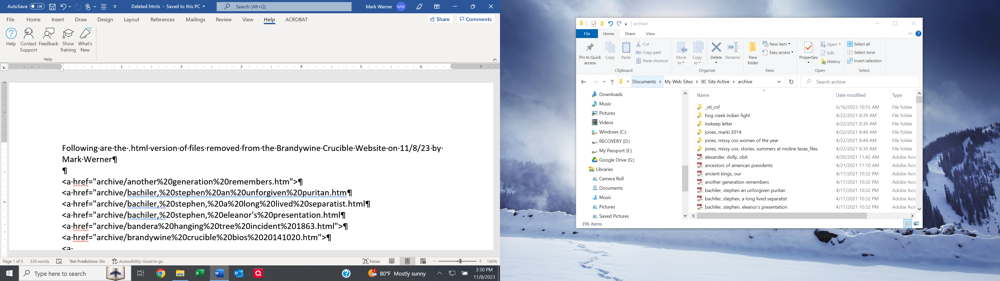 AutoSave Off Deleted htmls - Saved to this PC Search (Alt+Q) Mark Werner MW
File Home Insert Draw Design Layout References Mailings Review View Help ACROBAT Share Comments
Help Contact Support Feedback Show Training What's New
Help
1 2 3 4 5 6 7
Following·are·the·.html·version·of·files·removed·from·the·Brandywine·Crucible·Website·on·11/8/23·by·
Mark·Werner¶
¶
<a·href="archive/another%20generation%20remembers.htm">¶
<a·href="archive/bachiler,%20stephen%20an%20unforgiven%20puritan.htm¶
<a·href="archive/bachiler,%20stephen,%20a%20long%20lived%20separatist.html¶
<a·href="archive/bachiler,%20stephen,%20eleanor's%20presentation.html¶
<a·href="archive/bandera%20hanging%20tree%20incident%201863.html">¶
<a·href="archive/brandywine%20crucible%20bios%2020141020.htm">¶
<a·
Page 1 of 5 330 words Text Predictions: On Accessibility: Good to go Focus 160%
Type here to search 80°F Mostly sunny 3:30 PM
11/8/2023
archive
File Home Share View
Pin to Quick access Copy Paste Cut Copy path Paste shortcut Move to Copy to Delete Rename New folder New item Easy access Properties Open Edit History Select all Select none Invert selection
Clipboard Organize New Open Select
« Documents > My Web Sites > BC Site Active > archive Search archive
Downloads
Music
Pictures
Videos
Windows (C:)
RECOVERY (D:)
My Passport (E:)
Google Drive (G:)
Libraries
Camera Roll
Documents
Music
Pictures
Saved Pictures
Name Date modified Type
_vti_cnf 6/16/2023 10:55 AM File folder
hog creek indian fight 4/22/2021 8:39 AM File folder
inskeep letter 4/22/2021 8:38 AM File folder
jones, marki 2014 4/22/2021 8:44 AM File folder
jones, missy cox woman of the year 4/22/2021 8:44 AM File folder
jones, missy cox, stories, summers at moline texas_files 4/22/2021 8:30 AM File folder
alexander, dolly, obit 4/20/2021 11:42 AM Adobe Acrc
ancestors of american presidents 4/21/2021 11:10 AM Adobe Acrc
ancient kings, our 4/17/2021 10:32 PM Adobe Acrc
another generation remembers 4/17/2021 10:32 PM Adobe Acrc
bachiler, stephen an unforgiven puritan 4/17/2021 10:32 PM Adobe Acrc
bachiler, stephen, a long lived separatist 4/17/2021 10:32 PM Adobe Acrc
bachiler, stephen, eleanor's presentation 4/17/2021 10:32 PM Adobe Acrc
396 items